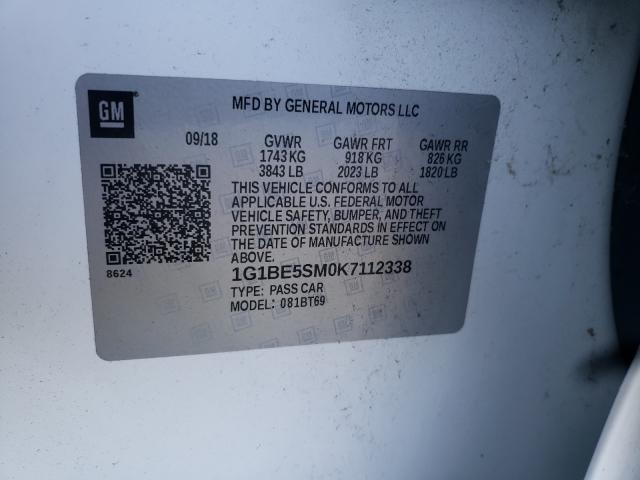 GM
MFD BY GENERAL MOTORS LLC
09/18 GVWR GAWR FRT GAWR RR
1743 KG 918 KG 826 KG
3843 LB 2023 LB 1820 LB
THIS VEHICLE CONFORMS TO ALL
APPLICABLE U.S. FEDERAL MOTOR
VEHICLE SAFETY, BUMPER, AND THEFT
PREVENTION STANDARDS IN EFFECT ON
THE DATE OF MANUFACTURE SHOWN
ABOVE.
8624
1G1BE5SM0K7112338
TYPE: PASS CAR
MODEL: 081BT69